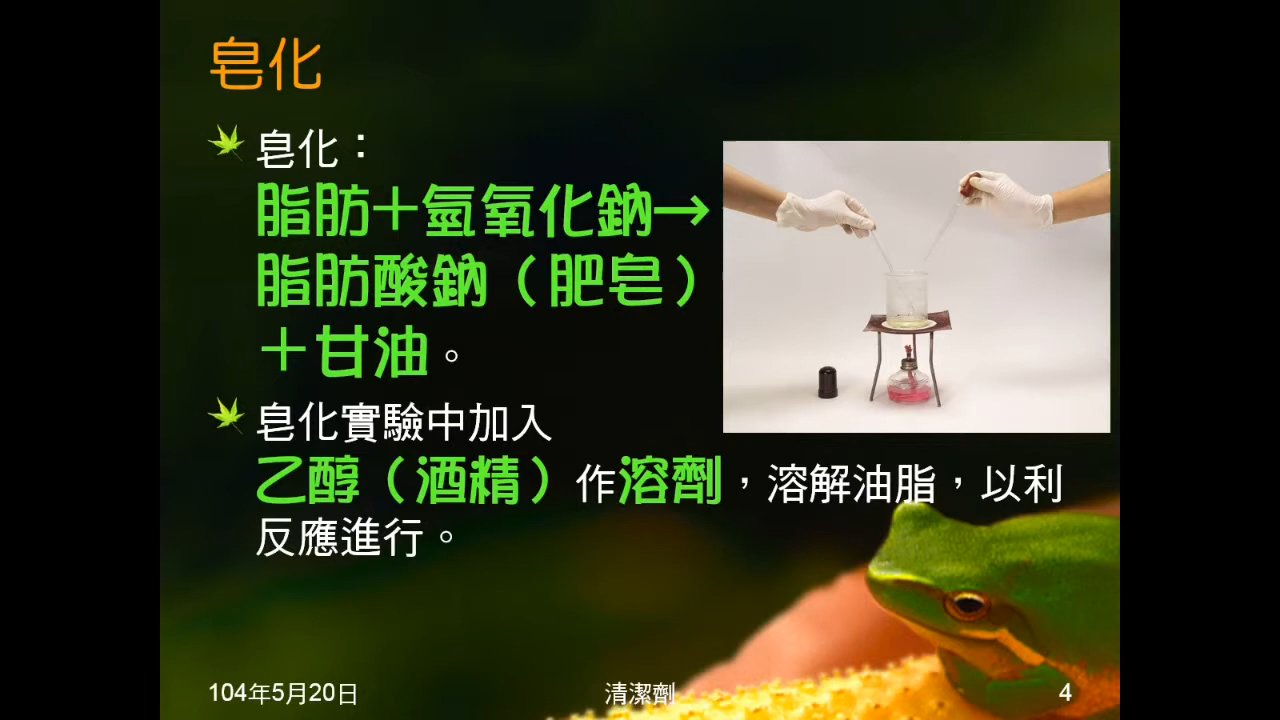 皂化
皂化：
脂肪＋氫氧化鈉→
脂肪酸鈉（肥皂）
＋甘油。
皂化實驗中加入
乙醇（酒精）作溶劑，溶解油脂，以利
反應進行。
104年5月20日
清潔劑
4